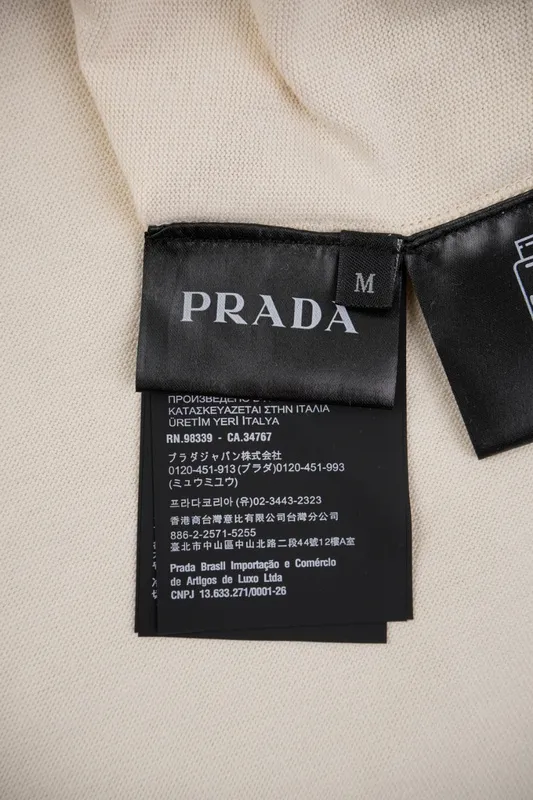 M
PRADA
ПРОИЗВЕДЕНО В
ΚΑΤΑΣΚΕΥΑΖΕΤΑΙ ΣΤΗΝ ΙΤΑΛΙΑ
ÜRETİM YERİ İTALYA
RN.98339 - CA.34767
プラダジャパン株式会社
0120-451-913 (プラダ)0120-451-993
(ミュウミュウ)
프라다코리아 (유)02-3443-2323
香港商台灣意比有限公司台灣分公司
886-2-2571-5255
臺北市中山區中山北路二段44號12樓A室
Prada Brasil Importação e Comércio
de Artigos de Luxo Ltda
CNPJ 13.633.271/0001-26